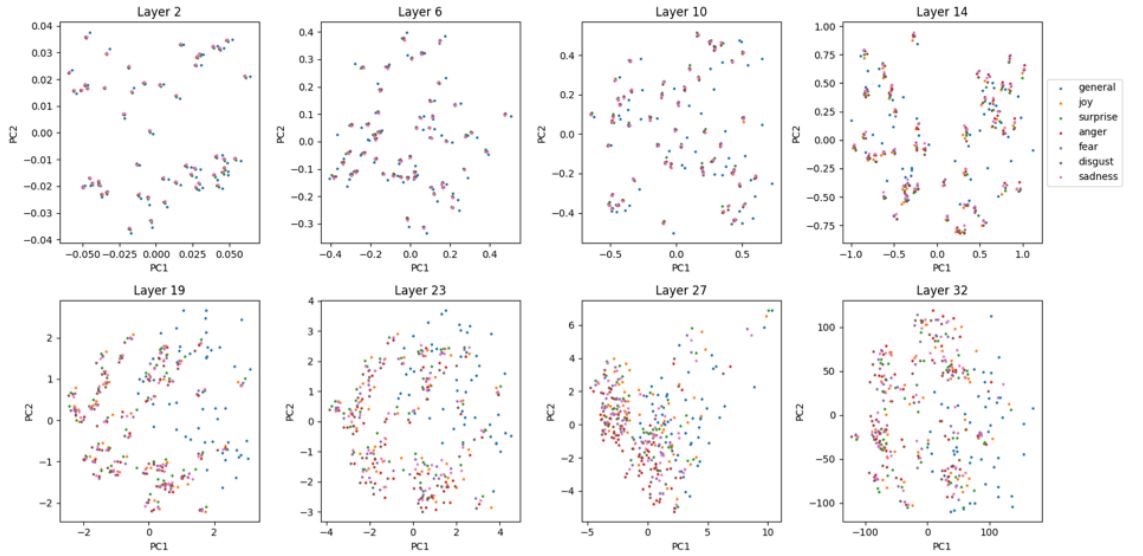 Layer 2
Layer 6
Layer 10
Layer 14
0.04
0.03
0.02
0.01
0.00
−0.01
−0.02
−0.03
−0.04
PC2
−0.050
−0.025
0.000
0.025
0.050
PC1
0.4
0.3
0.2
0.1
0.0
−0.1
−0.2
−0.3
PC2
−0.4
−0.2
0.0
0.2
0.4
PC1
0.4
0.2
0.0
−0.2
−0.4
PC2
−0.5
0.0
0.5
PC1
1.00
0.75
0.50
0.25
0.00
−0.25
−0.50
−0.75
PC2
−1.0
−0.5
0.0
0.5
1.0
PC1
general
joy
surprise
anger
fear
disgust
sadness
Layer 19
Layer 23
Layer 27
Layer 32
2
1
0
−1
−2
PC2
−2
0
2
PC1
4
3
2
1
0
−1
−2
−3
PC2
−4
−2
0
2
4
PC1
6
4
2
0
−2
−4
PC2
−5
0
5
10
PC1
100
50
0
−50
−100
PC2
−100
0
100
PC1